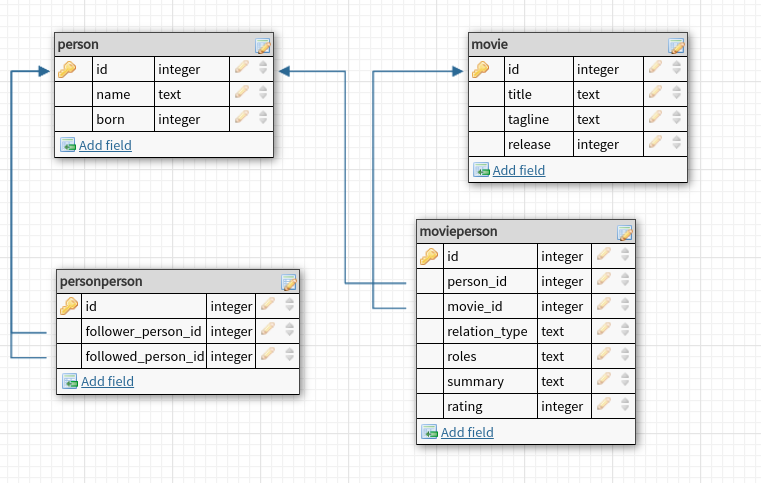 person
id integer
name text
born integer
Add field
movie
id integer
title text
tagline text
release integer
Add field
personperson
id integer
follower_person_id integer
followed_person_id integer
Add field
movieperson
id integer
person_id integer
movie_id integer
relation_type text
roles text
summary text
rating integer
Add field